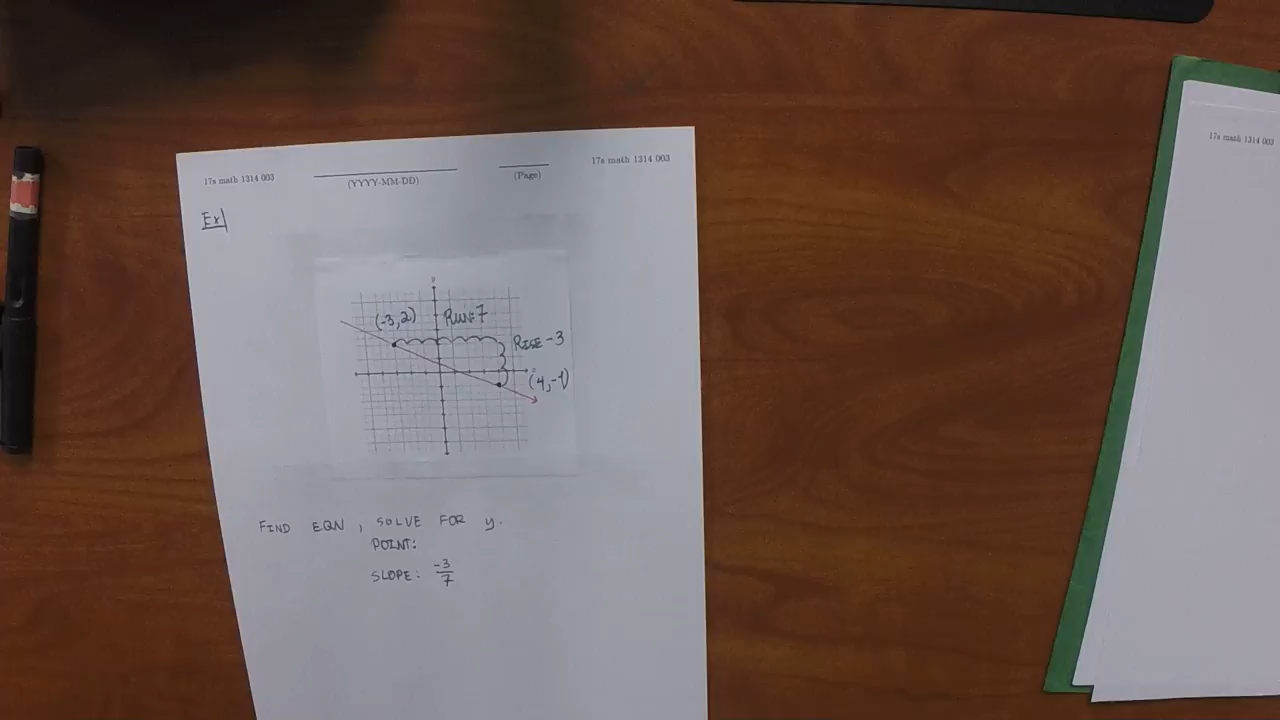 17s math 1314 003
(YYYY-MM-DD)
(Page)
17s math 1314 003
Ex
(-3,2)
RUN=7
RISE -3
(4,-1)
FIND EQN, SOLVE FOR y.
POINT:
SLOPE: -3/7
17s math 1314 003